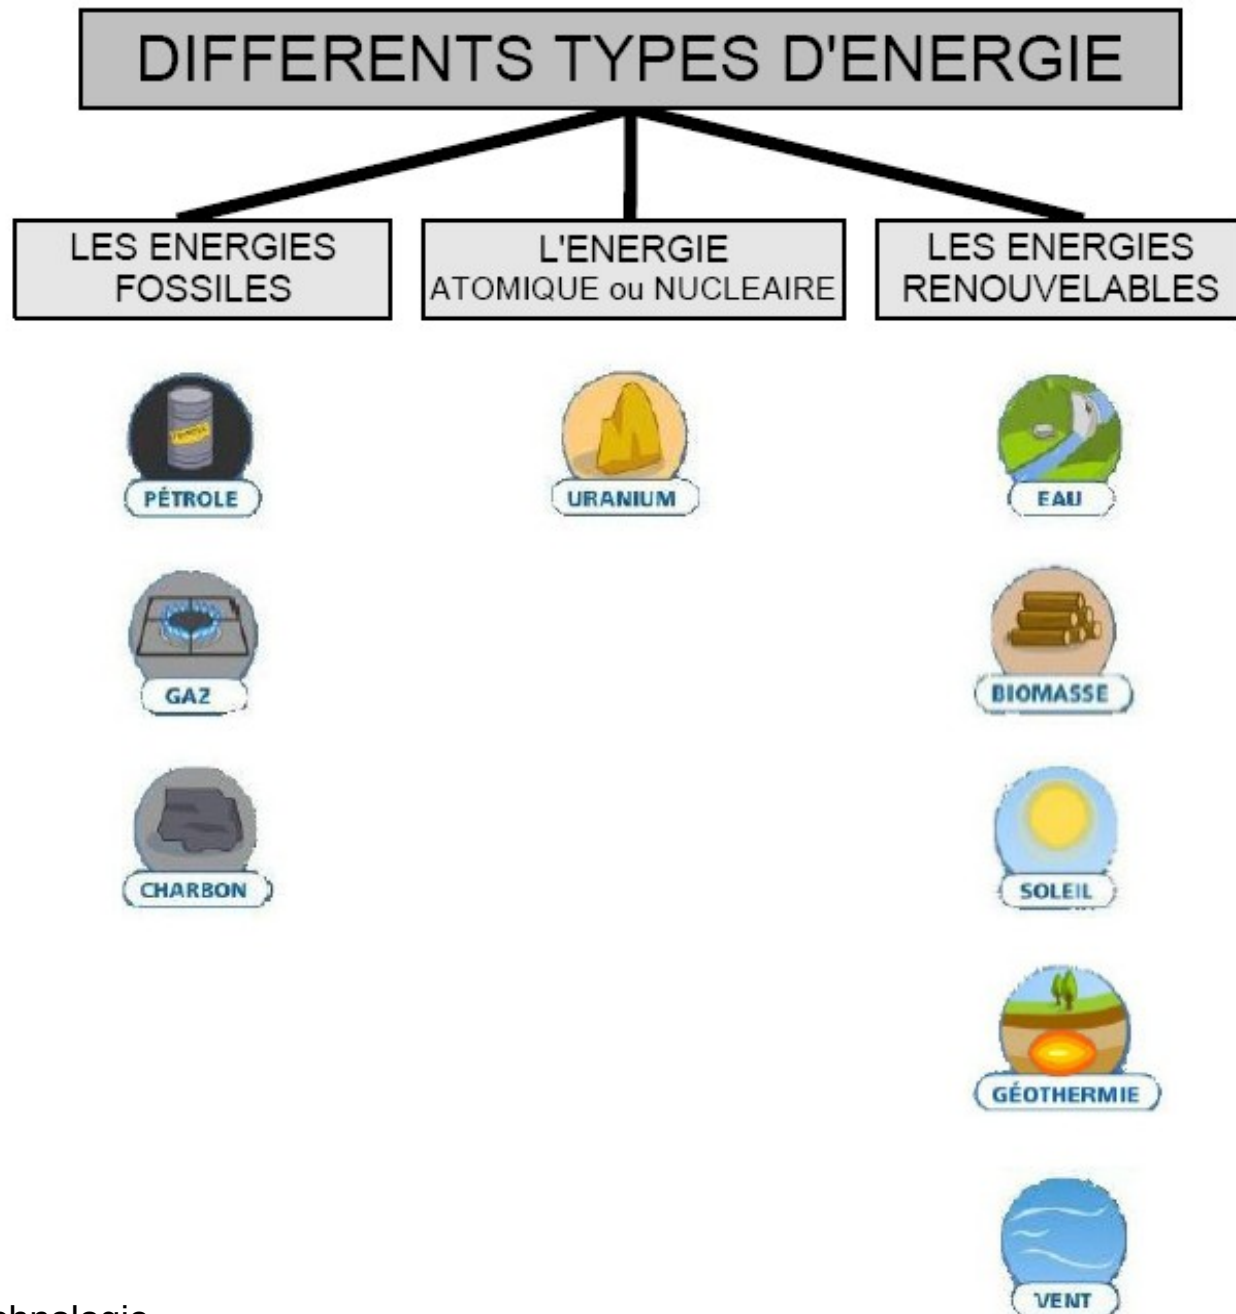 DIFFERENTS TYPES D'ENERGIE
LES ENERGIES
FOSSILES
L'ENERGIE
ATOMIQUE ou NUCLEAIRE
LES ENERGIES
RENOUVELABLES
PÉTROLE
GAZ
CHARBON
URANIUM
EAU
BIOMASSE
SOLEIL
GÉOTHERMIE
VENT